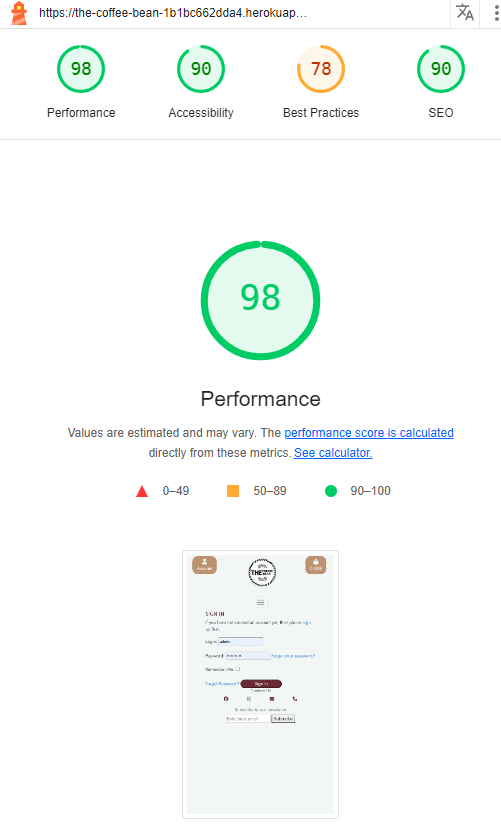 https://the-coffee-bean-1b1bc662dda4.herokuap…
98
90
78
90
Performance
Accessibility
Best Practices
SEO
98
Performance
Values are estimated and may vary. The performance score is calculated
directly from these metrics. See calculator.
0–49
50–89
90–100
Account
THE
SIGN IN
If you have not created an account yet, then please sign
up first.
Login: admin
Password: Forgot your password?
Remember Me:
Forgot Password? Sign In
Contact Us
Subscribe to our newsletter
Enter your email Subscribe